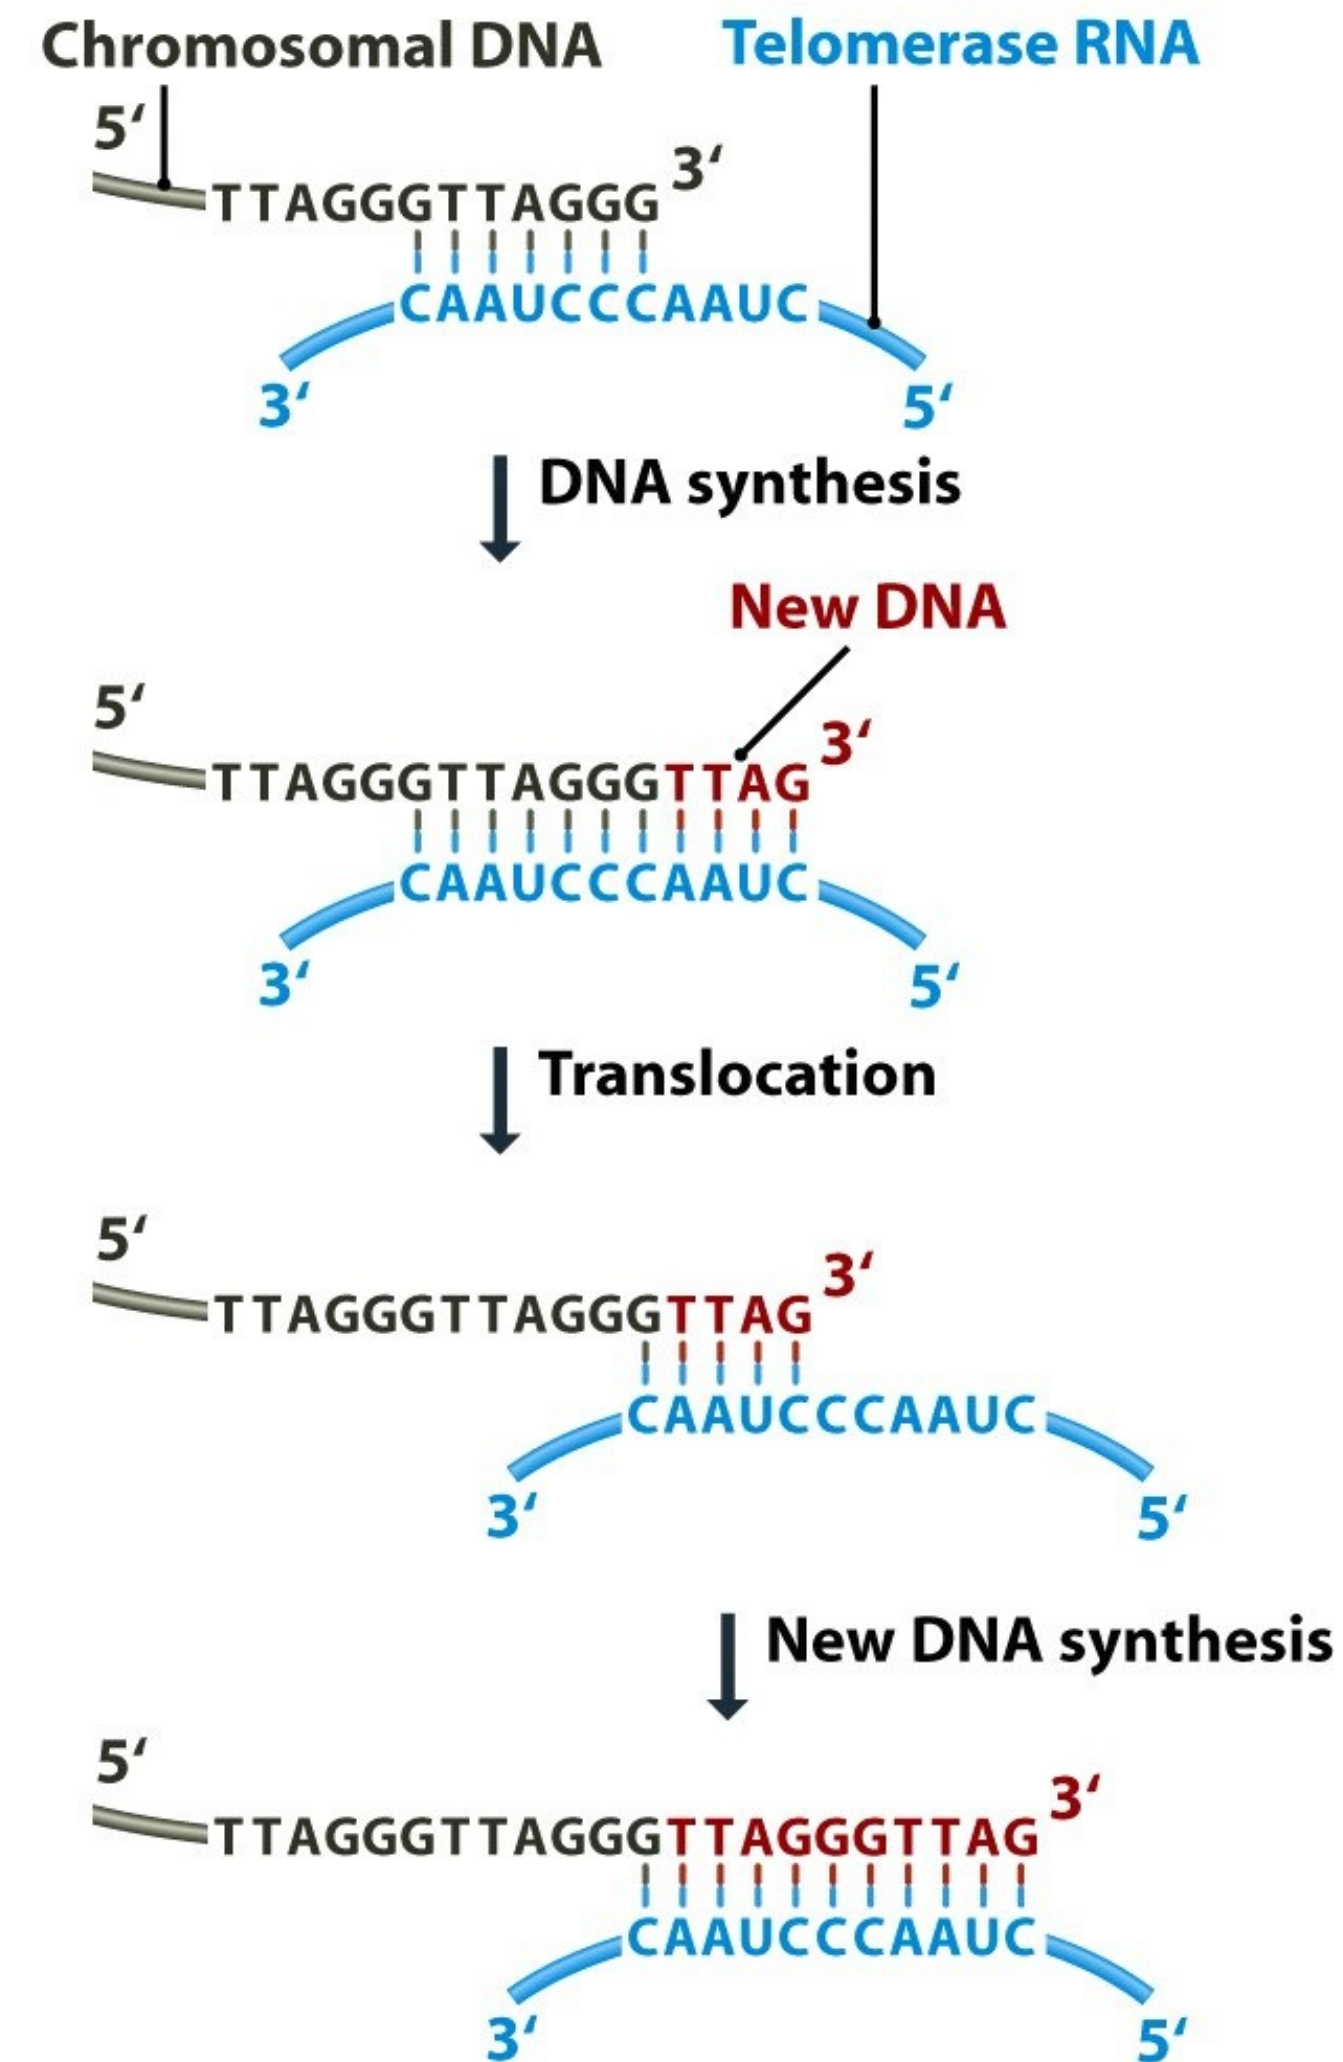 Chromosomal DNA
Telomerase RNA
5‘
3‘
TTAGGGTTAGGG
CAAUCCCAAUC
3‘
5‘
DNA synthesis
New DNA
5‘
3‘
TTAGGGTTAGGGTTAG
CAAUCCCAAUC
3‘
5‘
Translocation
5‘
3‘
TTAGGGTTAGGGTTAG
CAAUCCCAAUC
3‘
5‘
New DNA synthesis
5‘
3‘
TTAGGGTTAGGGTTAGGGTTAG
CAAUCCCAAUC
3‘
5‘